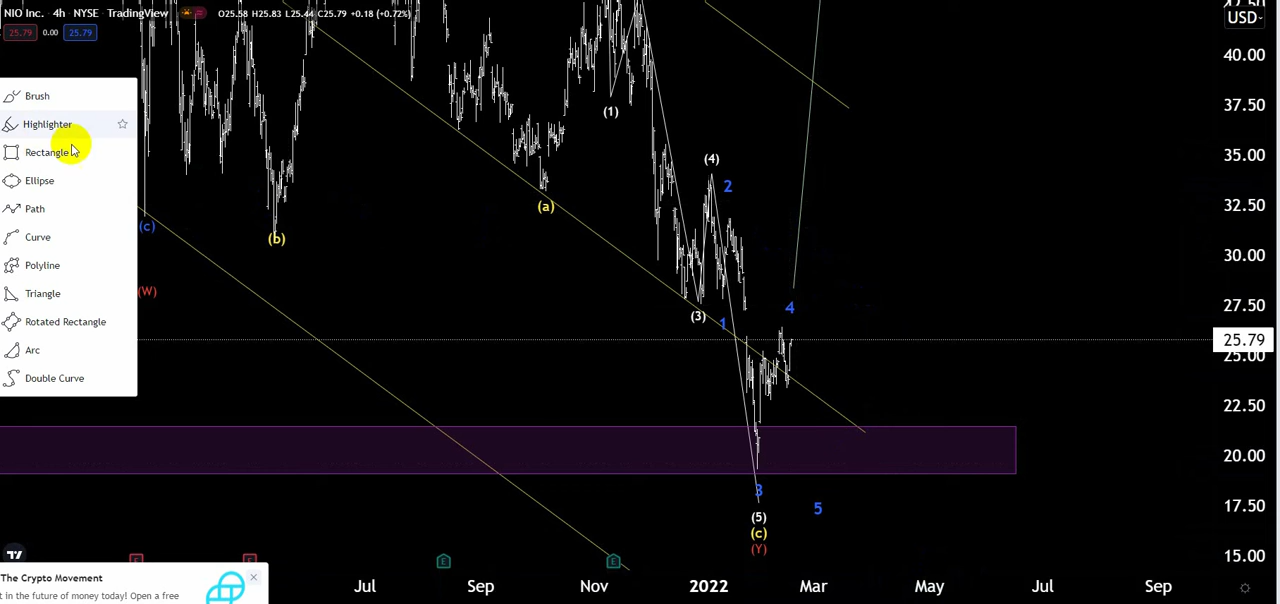 NIO Inc. · 4h · NYSE · TradingView O25.58 H25.83 L25.44 C25.79 +0.18 (+0.72%)
25.79 0.00 25.79
USD
40.00
37.50
35.00
32.50
30.00
27.50
25.79
25.00
22.50
20.00
17.50
15.00
Brush
Highlighter
Rectangle
Ellipse
Path
Curve
Polyline
Triangle
Rotated Rectangle
Arc
Double Curve
(c)
(W)
(b)
(a)
(1)
(4)
2
(3)
1
4
3
5
(5)
(c)
(Y)
E
E
Jul Sep Nov 2022 Mar May Jul Sep
The Crypto Movement
t in the future of money today! Open a free